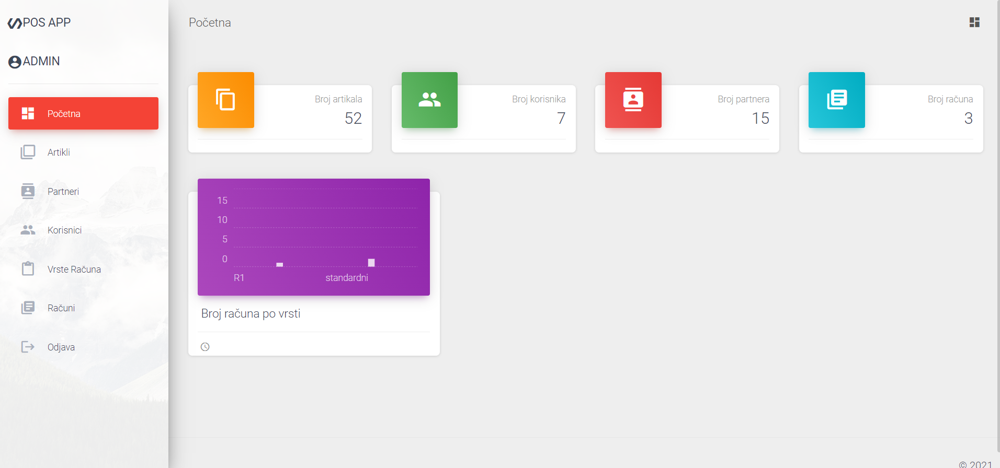 POS APP
ADMIN
Početna
Artikli
Partneri
Korisnici
Vrste Računa
Računi
Odjava
Početna
Broj artikala
52
Broj korisnika
7
Broj partnera
15
Broj računa
3
15
10
5
0
R1 standardni
Broj računa po vrsti
© 2021